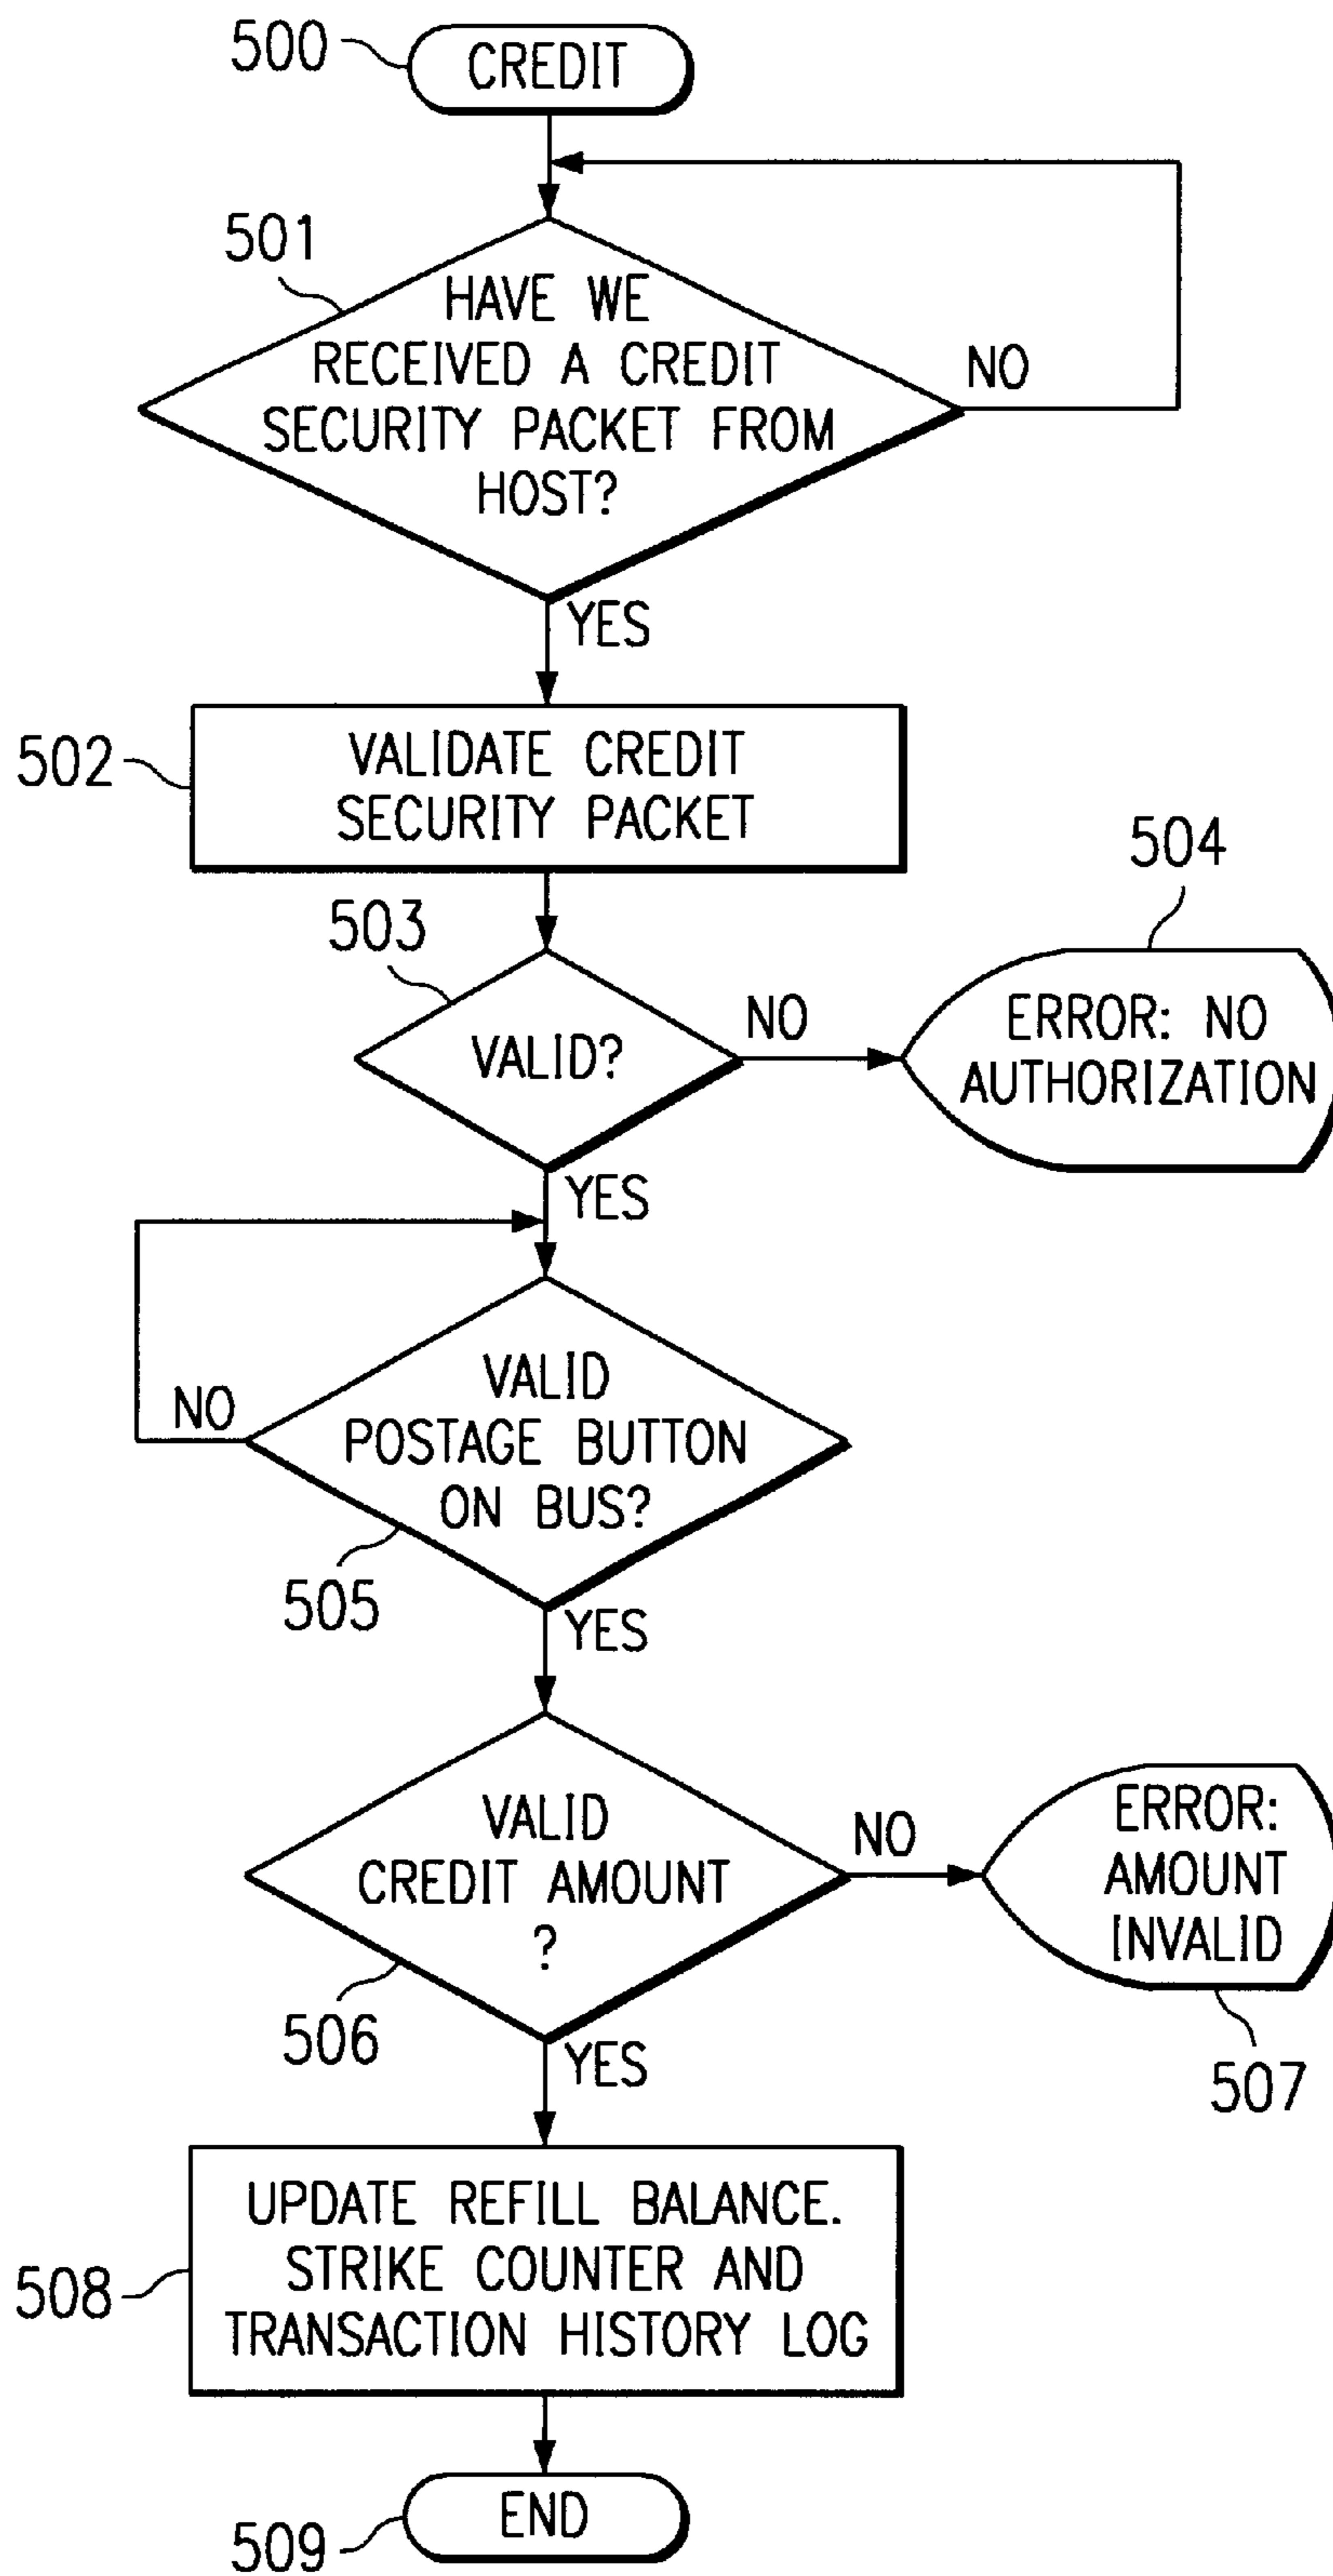 500
CREDIT
501
HAVE WE
RECEIVED A CREDIT
SECURITY PACKET FROM
HOST?
NO
YES
502
VALIDATE CREDIT
SECURITY PACKET
503
VALID?
NO
504
ERROR: NO
AUTHORIZATION
YES
VALID
POSTAGE BUTTON
ON BUS?
NO
505
YES
VALID
CREDIT AMOUNT
?
NO
ERROR:
AMOUNT
INVALID
506
507
YES
508
UPDATE REFILL BALANCE.
STRIKE COUNTER AND
TRANSACTION HISTORY LOG
END
509